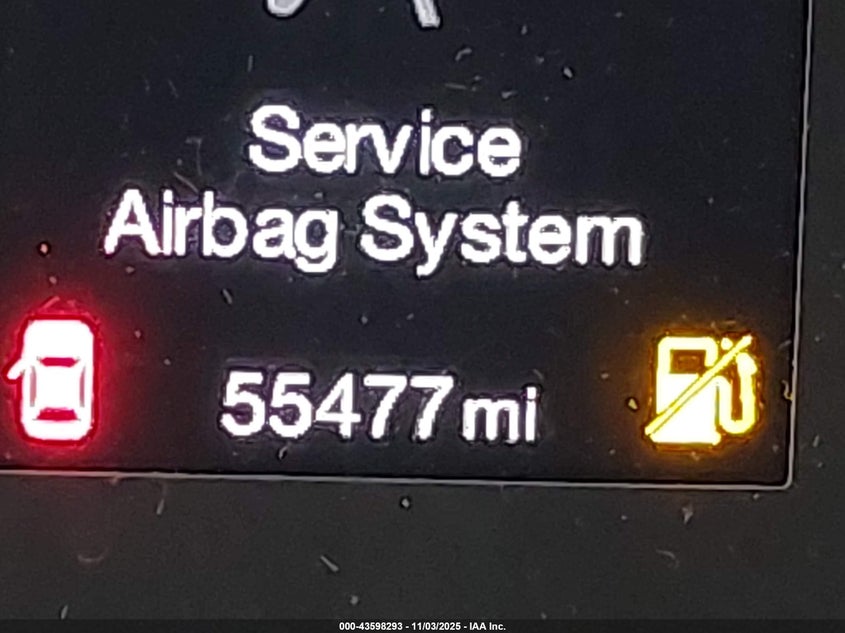 Service
Airbag System
55477 mi
000-43598293 - 11/03/2025 - IAA Inc.